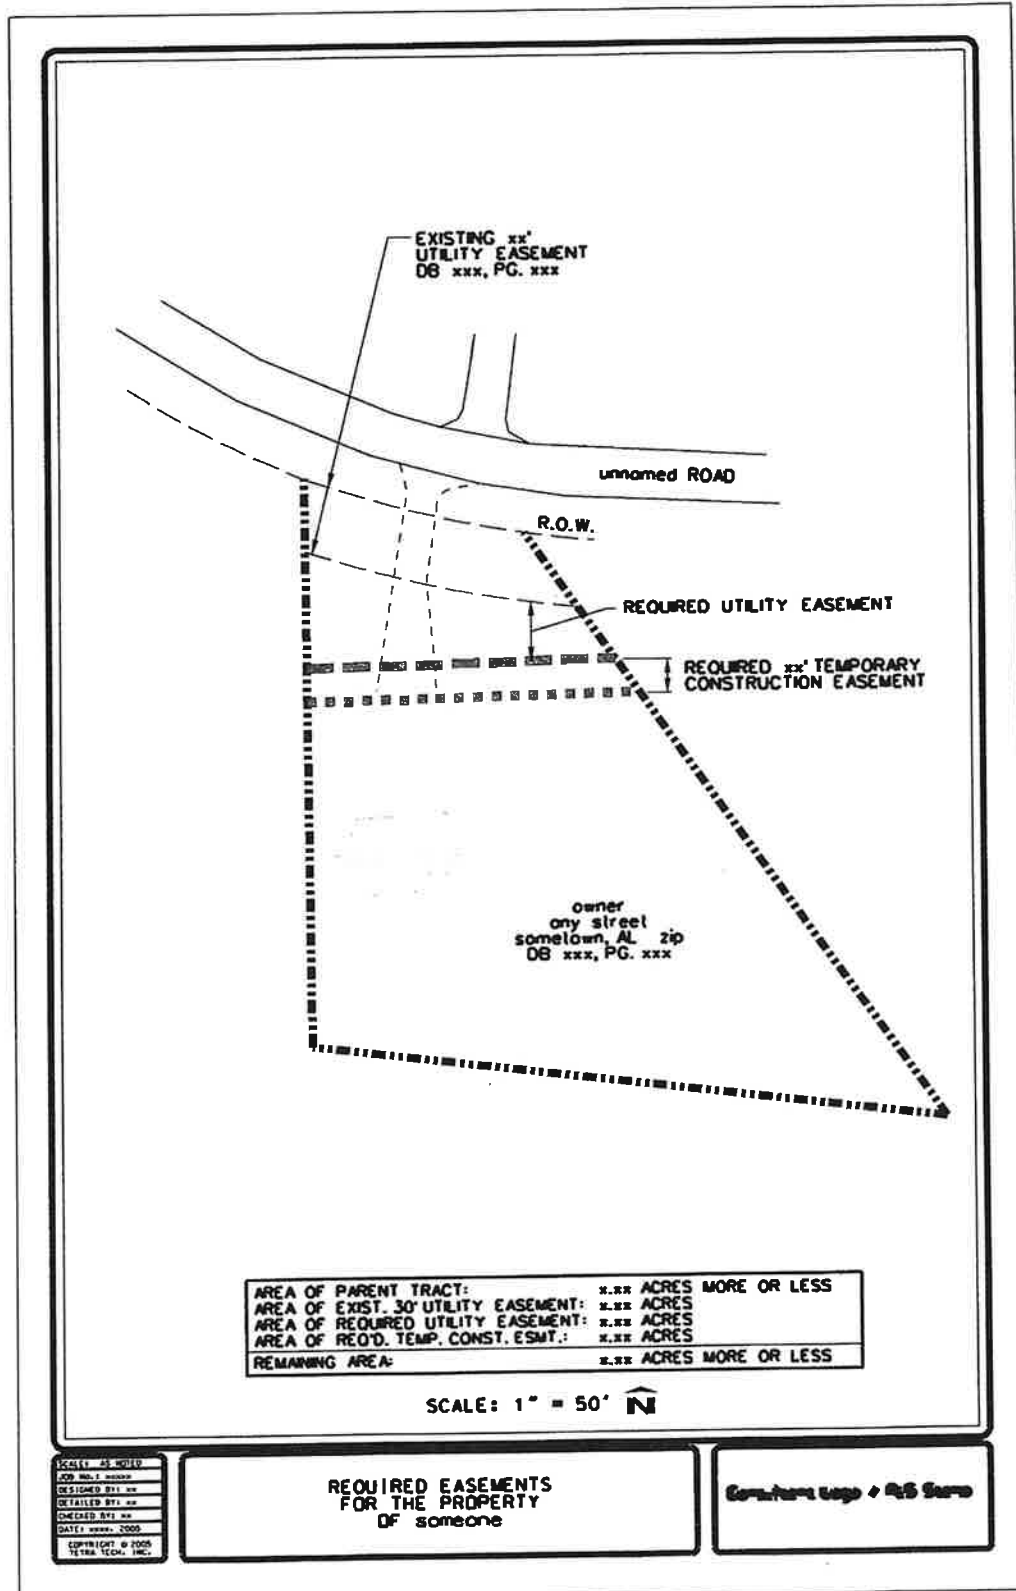 EXISTING xx'
UTILITY EASEMENT
DB xxx, PG. xxx
unnamed ROAD
R.O.W.
REQUIRED UTILITY EASEMENT
REQUIRED xx' TEMPORARY
CONSTRUCTION EASEMENT
owner
any street
sometown, AL zip
DB xxx, PG. xxx
AREA OF PARENT TRACT: x.xx ACRES MORE OR LESS
AREA OF EXIST. 30' UTILITY EASEMENT: x.xx ACRES
AREA OF REQUIRED UTILITY EASEMENT: x.xx ACRES
AREA OF REQ'D. TEMP. CONST. ESMT.: x.xx ACRES
REMAINING AREA: x.xx ACRES MORE OR LESS
SCALE: 1" = 50' N
SCALE: AS NOTED
JOB NO.: xxxxx
DESIGNED BY: xx
DETAILED BY: xx
CHECKED BY: xx
DATE: xxxx, 2005
COPYRIGHT © 2005
TETRA TECH, INC.
REQUIRED EASEMENTS
FOR THE PROPERTY
OF someone
Logo